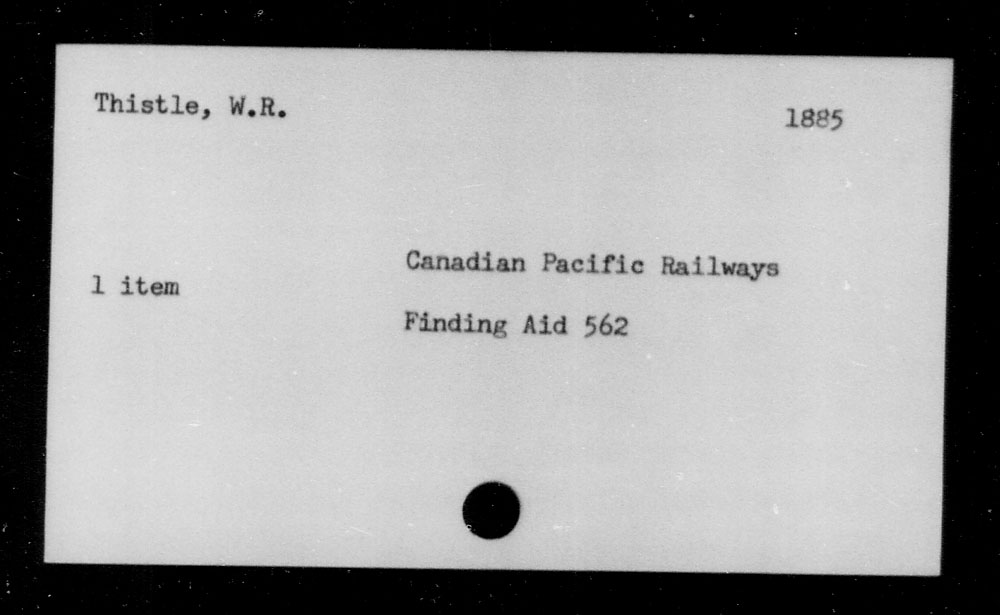 Thistle, W.R.
1885
Canadian Pacific Railways
1 item
Finding Aid 562